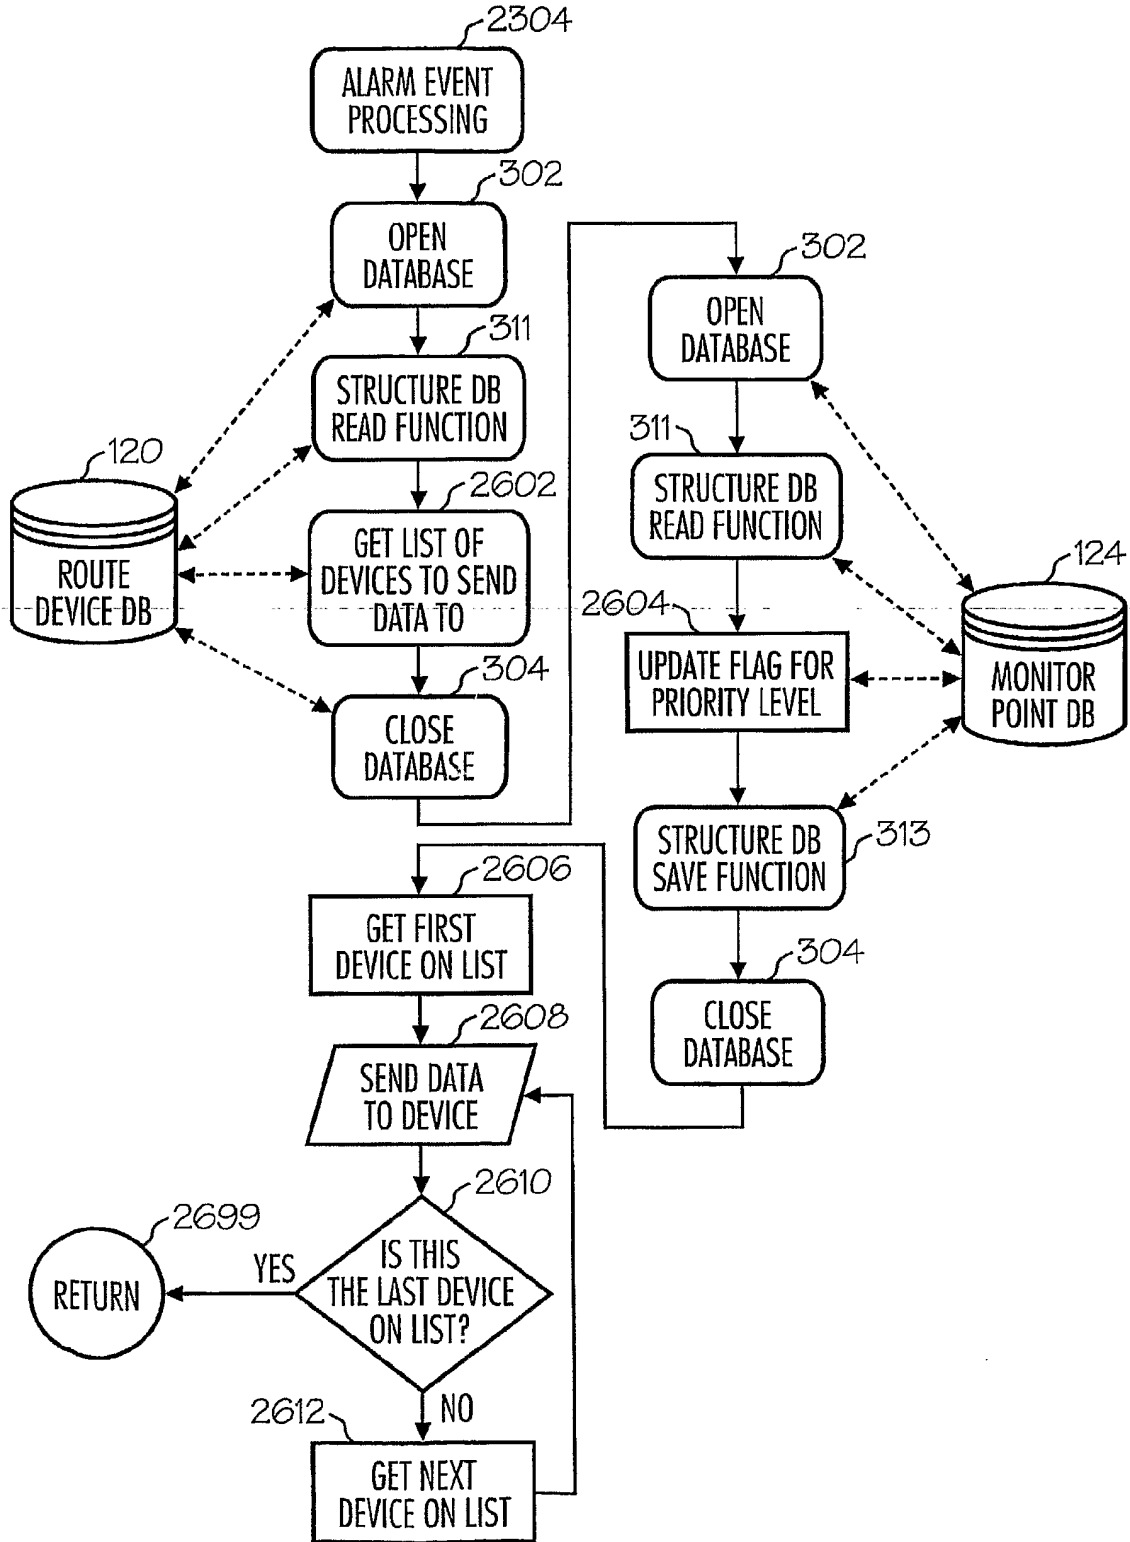 2304
ALARM EVENT
PROCESSING
302
OPEN
DATABASE
311
STRUCTURE DB
READ FUNCTION
120
ROUTE
DEVICE DB
2602
GET LIST OF
DEVICES TO SEND
DATA TO
304
CLOSE
DATABASE
302
OPEN
DATABASE
311
STRUCTURE DB
READ FUNCTION
124
MONITOR
POINT DB
2604
UPDATE FLAG FOR
PRIORITY LEVEL
STRUCTURE DB
SAVE FUNCTION
313
304
CLOSE
DATABASE
2606
GET FIRST
DEVICE ON LIST
2608
SEND DATA
TO DEVICE
2610
IS THIS
THE LAST DEVICE
ON LIST?
YES
2699
RETURN
NO
2612
GET NEXT
DEVICE ON LIST